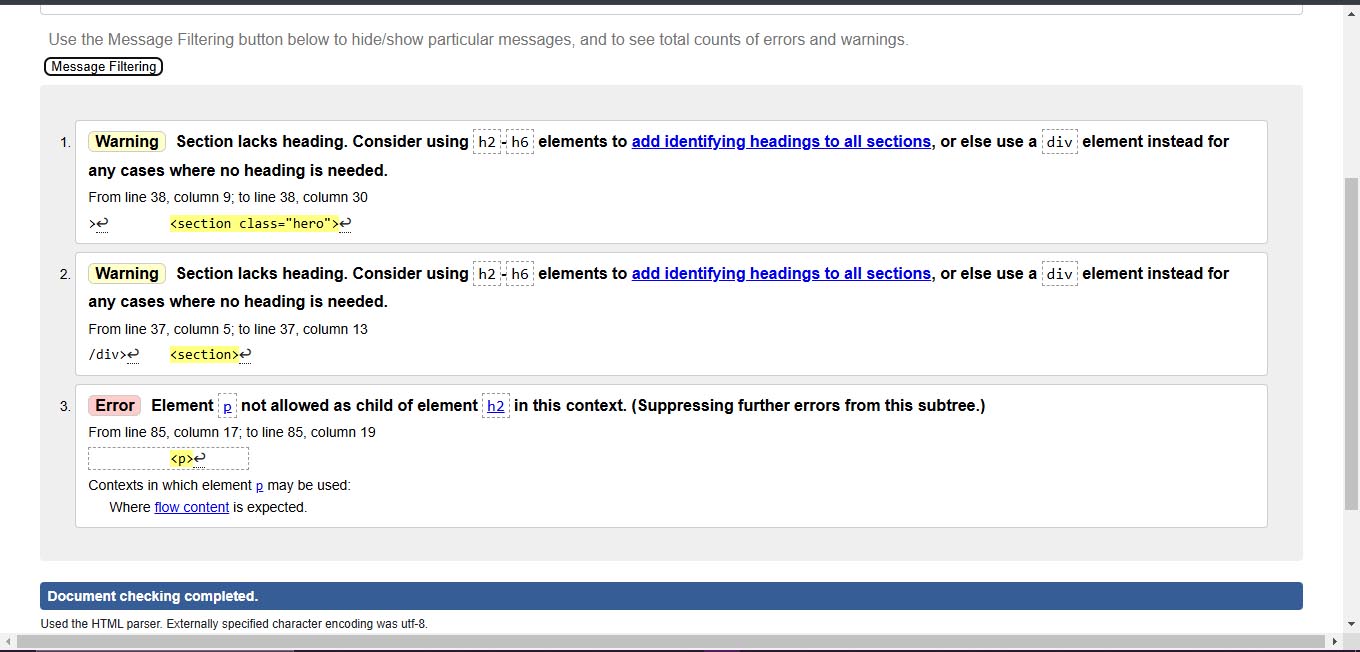 Use the Message Filtering button below to hide/show particular messages, and to see total counts of errors and warnings.
Message Filtering
1. Warning Section lacks heading. Consider using h2-h6 elements to add identifying headings to all sections, or else use a div element instead for
any cases where no heading is needed.
From line 38, column 9; to line 38, column 30
>↩ <section class="hero">↩
2. Warning Section lacks heading. Consider using h2-h6 elements to add identifying headings to all sections, or else use a div element instead for
any cases where no heading is needed.
From line 37, column 5; to line 37, column 13
/div>↩ <section>↩
3. Error Element p not allowed as child of element h2 in this context. (Suppressing further errors from this subtree.)
From line 85, column 17; to line 85, column 19
<p>↩
Contexts in which element p may be used:
Where flow content is expected.
Document checking completed.
Used the HTML parser. Externally specified character encoding was utf-8.